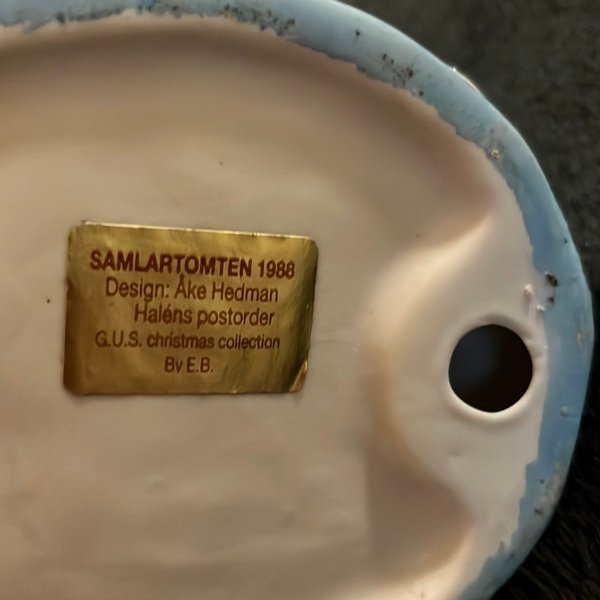 SAMLARTOMTEN 1988
Design: Åke Hedman
Haléns postorder
G.U.S. christmas collection
By E.B.